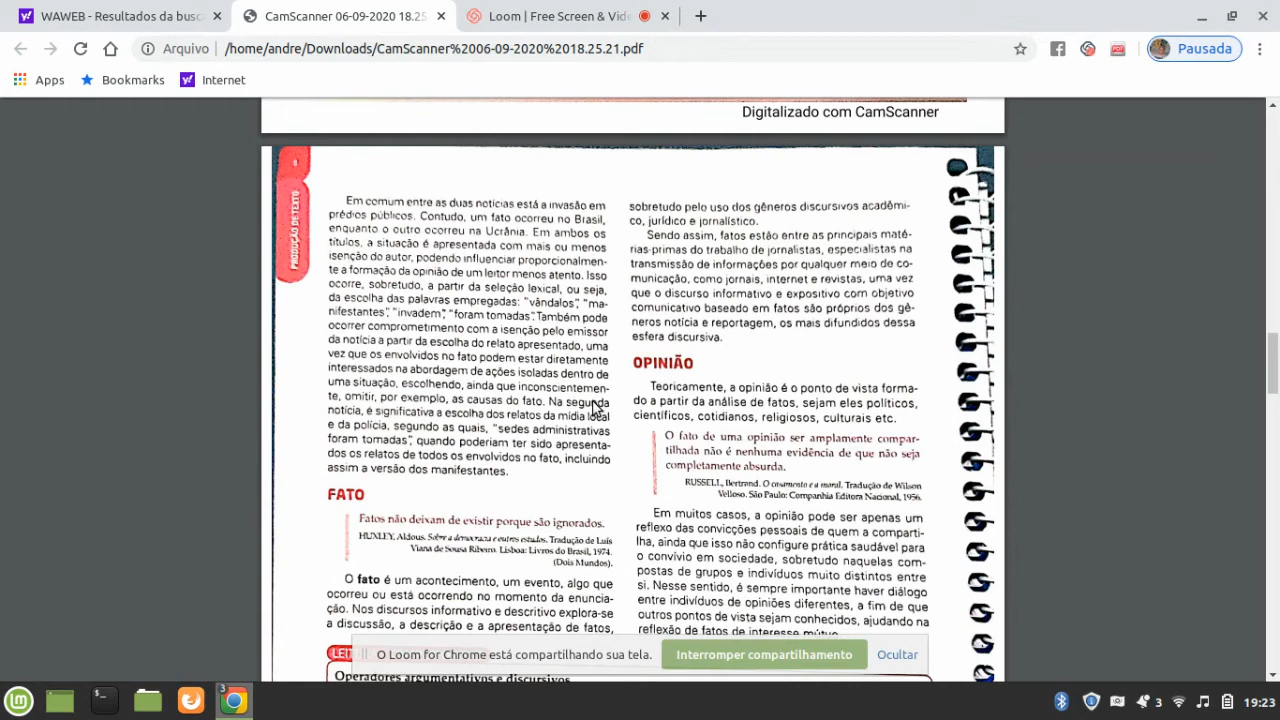 WAWEB - Resultados da busc
CamScanner 06-09-2020 18.25
Loom | Free Screen & Vide
Arquivo
/home/andre/Downloads/CamScanner%2006-09-2020%2018.25.21.pdf
Pausada
Apps
Bookmarks
Internet
Digitalizado com CamScanner
PRODUÇÃO DE TEXTO
Em comum entre as duas notícias está a invasão em
prédios públicos. Contudo, um fato ocorreu no Brasil,
enquanto o outro ocorreu na Ucrânia. Em ambos os
títulos, a situação é apresentada com mais ou menos
isenção do autor, podendo influenciar proporcionalmen-
te a formação da opinião de um leitor menos atento. Isso
ocorre, sobretudo, a partir da seleção lexical, ou seja,
da escolha das palavras empregadas: "vândalos", "ma-
nifestantes", "invadem", "foram tomadas". Também pode
ocorrer comprometimento com a isenção pelo emissor
da notícia a partir da escolha do relato apresentado, uma
vez que os envolvidos no fato podem estar diretamente
interessados na abordagem de ações isoladas dentro de
uma situação, escolhendo, ainda que inconscientemen-
te, omitir, por exemplo, as causas do fato. Na segunda
notícia, é significativa a escolha dos relatos da mídia local
e da polícia, segundo as quais, "sedes administrativas
foram tomadas", quando poderiam ter sido apresenta-
dos os relatos de todos os envolvidos no fato, incluindo
assim a versão dos manifestantes.
FATO
Fatos não deixam de existir porque são ignorados.
HUXLEY, Aldous. Sobre a democracia e outros estudos. Tradução de Luís
Viana de Sousa Ribeiro. Lisboa: Livros do Brasil, 1974.
(Dois Mundos).
O fato é um acontecimento, um evento, algo que
ocorreu ou está ocorrendo no momento da enuncia-
ção. Nos discursos informativo e descritivo explora-se
a discussão, a descrição e a apresentação de fatos,
sobretudo pelo uso dos gêneros discursivos acadêmi-
co, jurídico e jornalístico.
Sendo assim, fatos estão entre as principais maté-
rias-primas do trabalho de jornalistas, especialistas na
transmissão de informações por qualquer meio de co-
municação, como jornais, internet e revistas, uma vez
que o discurso informativo e expositivo com objetivo
comunicativo baseado em fatos são próprios dos gê-
neros notícia e reportagem, os mais difundidos dessa
esfera discursiva.
OPINIÃO
Teoricamente, a opinião é o ponto de vista forma-
do a partir da análise de fatos, sejam eles políticos,
científicos, cotidianos, religiosos, culturais etc.
O fato de uma opinião ser amplamente compar-
tilhada não é nenhuma evidência de que não seja
completamente absurda.
RUSSELL, Bertrand. O casamento e a moral. Tradução de Wilson
Velloso. São Paulo: Companhia Editora Nacional, 1956.
Em muitos casos, a opinião pode ser apenas um
reflexo das convicções pessoais de quem a comparti-
lha, ainda que isso não configure prática saudável para
o convívio em sociedade, sobretudo naquelas com-
postas de grupos e indivíduos muito distintos entre
si. Nesse sentido, é sempre importante haver diálogo
entre indivíduos de opiniões diferentes, a fim de que
outros pontos de vista sejam conhecidos, ajudando na
reflexão de fatos de interesse mútuo.
Operadores argumentativos e discursivos
O Loom for Chrome está compartilhando sua tela.
Interromper compartilhamento
Ocultar
3
3
19:23